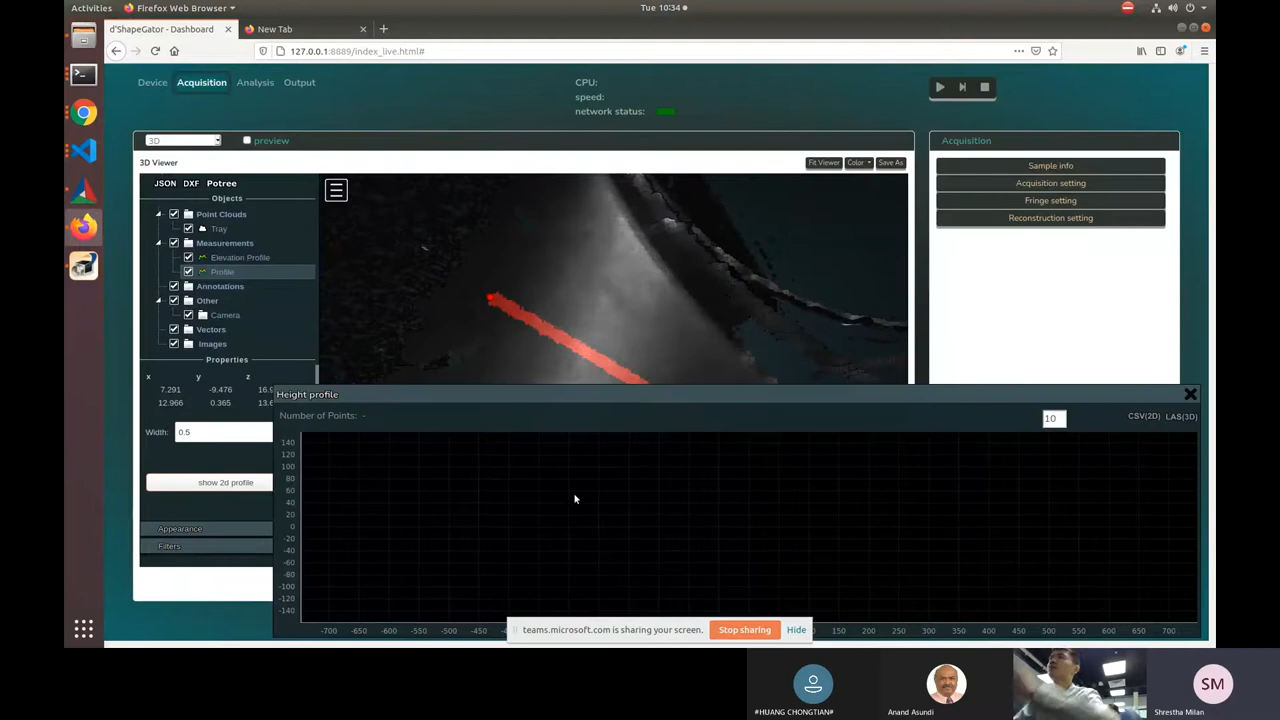 Activities
Firefox Web Browser
Tue 10:34
d'ShapeGator - Dashboard
New Tab
127.0.0.1:8889/index_live.html#
Device
Acquisition
Analysis
Output
CPU:
speed:
network status:
3D
preview
Acquisition
3D Viewer
Fit Viewer
Color
Save As
Sample info
Acquisition setting
Fringe setting
Reconstruction setting
JSON DXF Potree
Objects
Point Clouds
Tray
Measurements
Elevation Profile
Profile
Annotations
Other
Camera
Vectors
Images
Properties
x y z
7.291 -9.476 16.9
12.966 0.365 13.6
Width: 0.5
show 2d profile
Appearance
Filters
Height profile
Number of Points: -
10
CSV(2D) LAS(3D)
140
120
100
80
60
40
20
0
-20
-40
-60
-80
-100
-120
-140
-700 -650 -600 -550 -500 -450 150 200 250 300 350 400 450 500 550 600 650 700
teams.microsoft.com is sharing your screen.
Stop sharing
Hide
#HUANG CHONGTIAN#
Anand Asundi
SM
Shrestha Milan